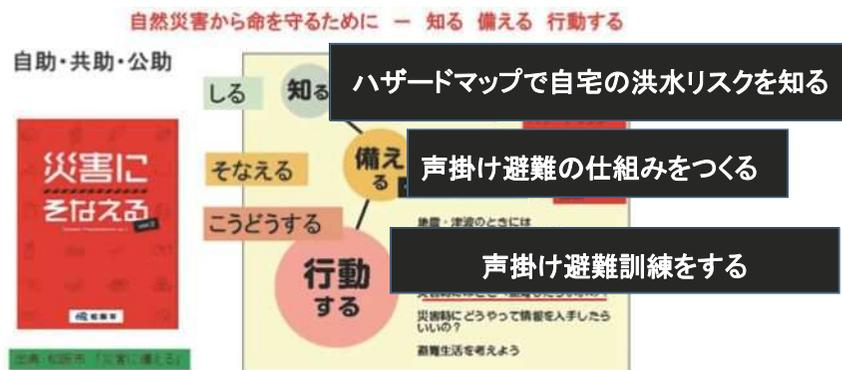 自然災害から命を守るために － 知る 備える 行動する
自助・共助・公助
災害に
そなえる
松阪市
出典:松阪市 「災害に備える」
しる
そなえる
こうどうする
知る
備え
る
行動
する
ハザードマップで自宅の洪水リスクを知る
声掛け避難の仕組みをつくる
地震・津波のときには
声掛け避難訓練をする
災害時にどうやって情報を入手したら
いいの？
避難生活を考えよう